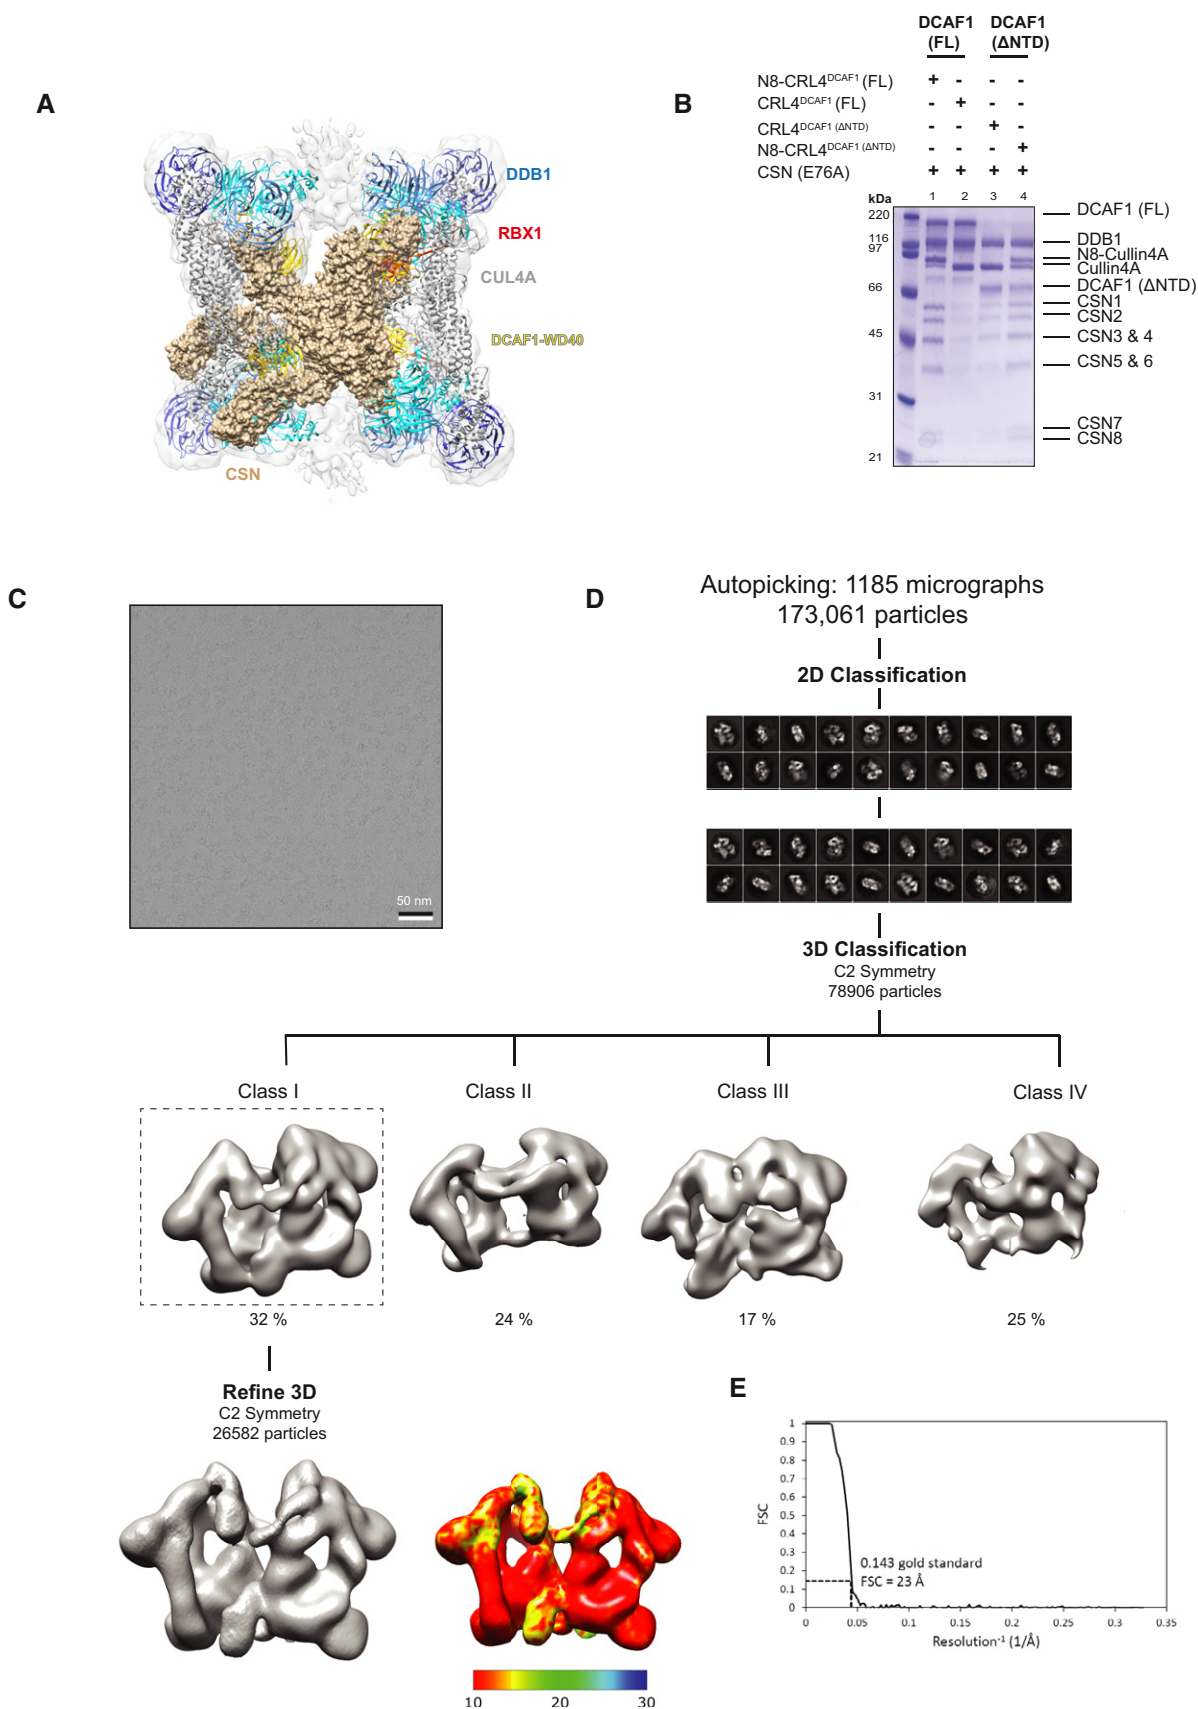 A
DDB1
RBX1
CUL4A
DCAF1-WD40
CSN
B
DCAF1 DCAF1
(FL) (ΔNTD)
N8-CRL4DCAF1 (FL) + - - -
CRL4DCAF1 (FL) - + - -
CRL4DCAF1 (ΔNTD) - - + -
N8-CRL4DCAF1 (ΔNTD) - - - +
CSN (E76A) + + + +
kDa 1 2 3 4
220
116
97
66
45
31
21
DCAF1 (FL)
DDB1
N8-Cullin4A
Cullin4A
DCAF1 (ΔNTD)
CSN1
CSN2
CSN3 & 4
CSN5 & 6
CSN7
CSN8
C
50 nm
D
Autopicking: 1185 micrographs
173,061 particles
2D Classification
3D Classification
C2 Symmetry
78906 particles
Class I Class II Class III Class IV
32 % 24 % 17 % 25 %
Refine 3D
C2 Symmetry
26582 particles
10 20 30
E
1
0.9
0.8
0.7
0.6
0.5
0.4
0.3
0.2
0.1
0
FSC
0.143 gold standard
FSC = 23 Å
0 0.05 0.1 0.15 0.2 0.25 0.3 0.35
Resolution-1 (1/Å)